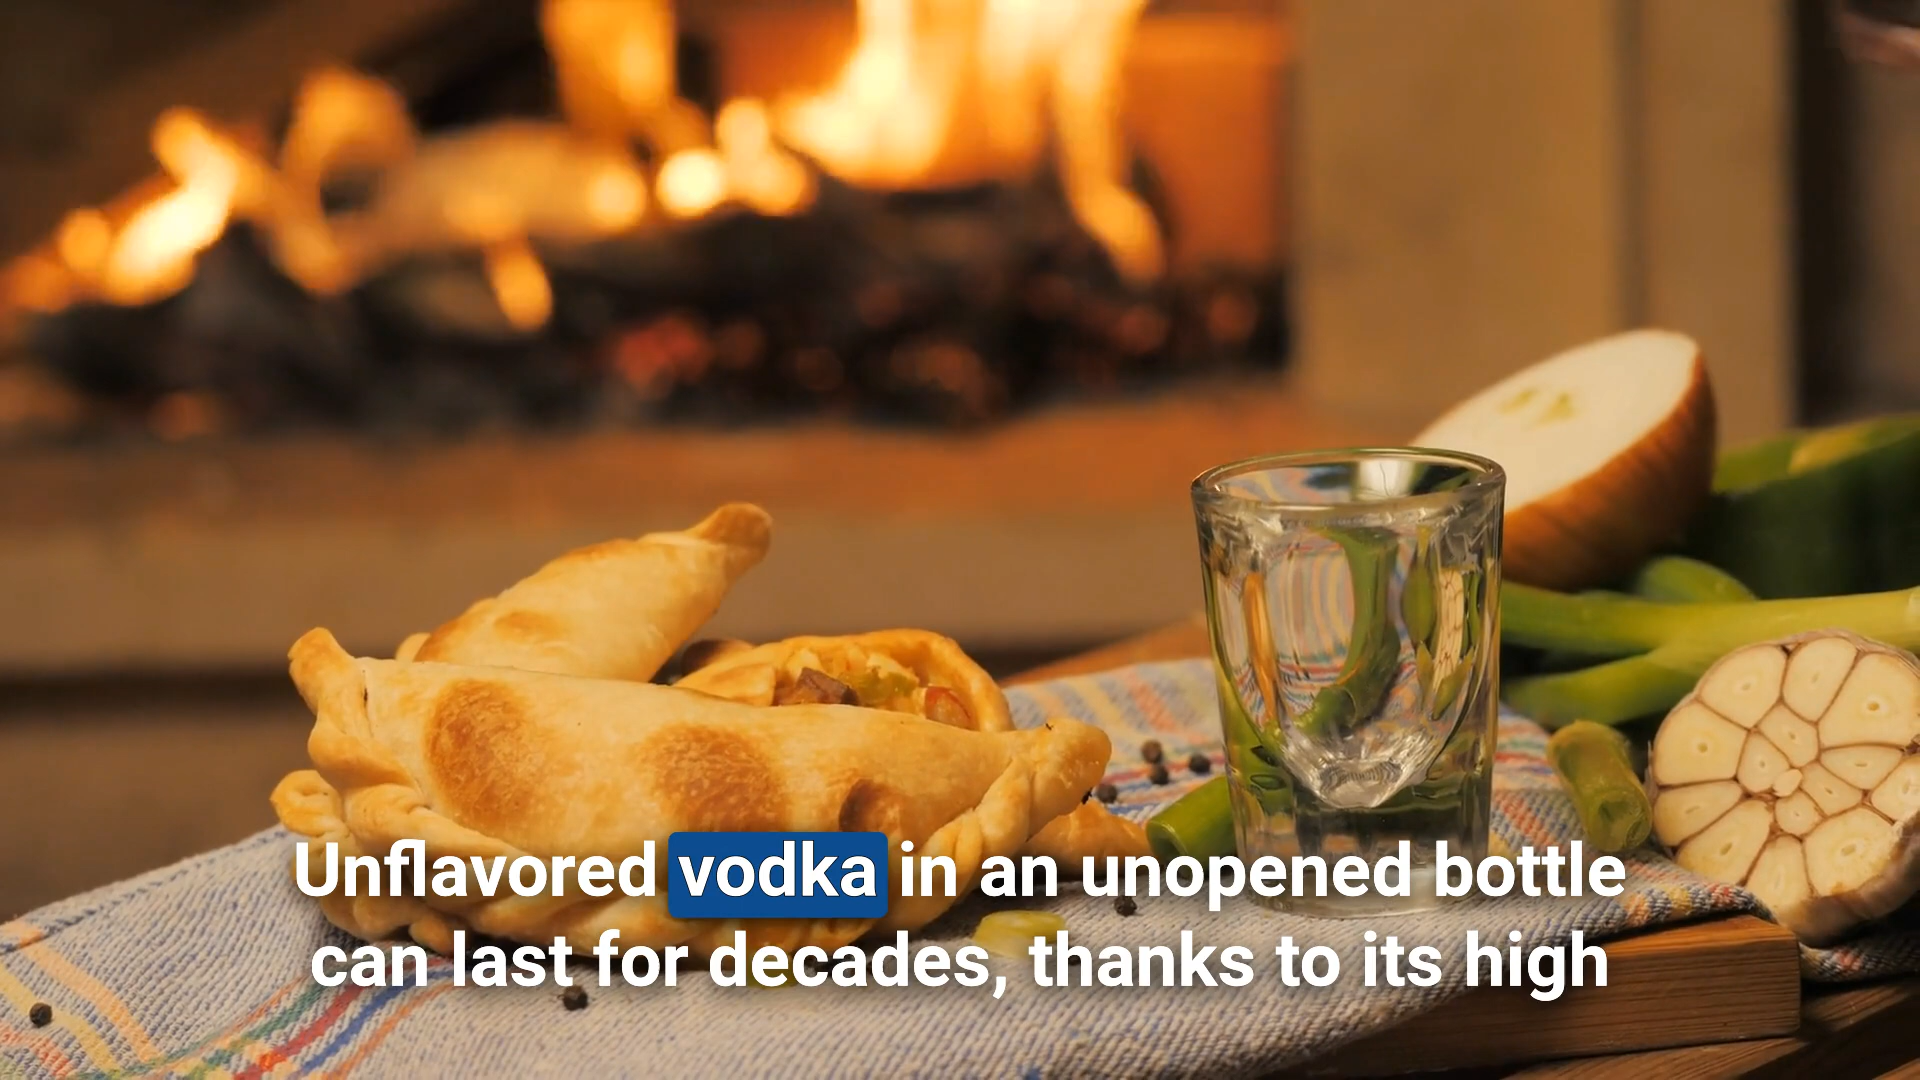 Unflavored vodka in an unopened bottle
can last for decades, thanks to its high